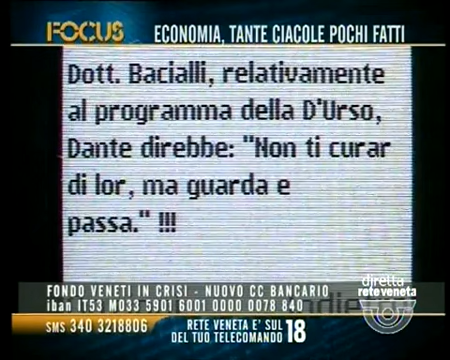 FOCUS
ECONOMIA, TANTE CIACOLE POCHI FATTI
Dott. Bacialli, relativamente
al programma della D'Urso,
Dante direbbe: "Non ti curar
di lor, ma guarda e
passa." !!!
diretta
reteveneta
FONDO VENETI IN CRISI - NUOVO CC BANCARIO
iban IT53 M033 5901 6001 0000 0078 840
SMS 340 3218806
RETE VENETA E' SUL 18
DEL TUO TELECOMANDO